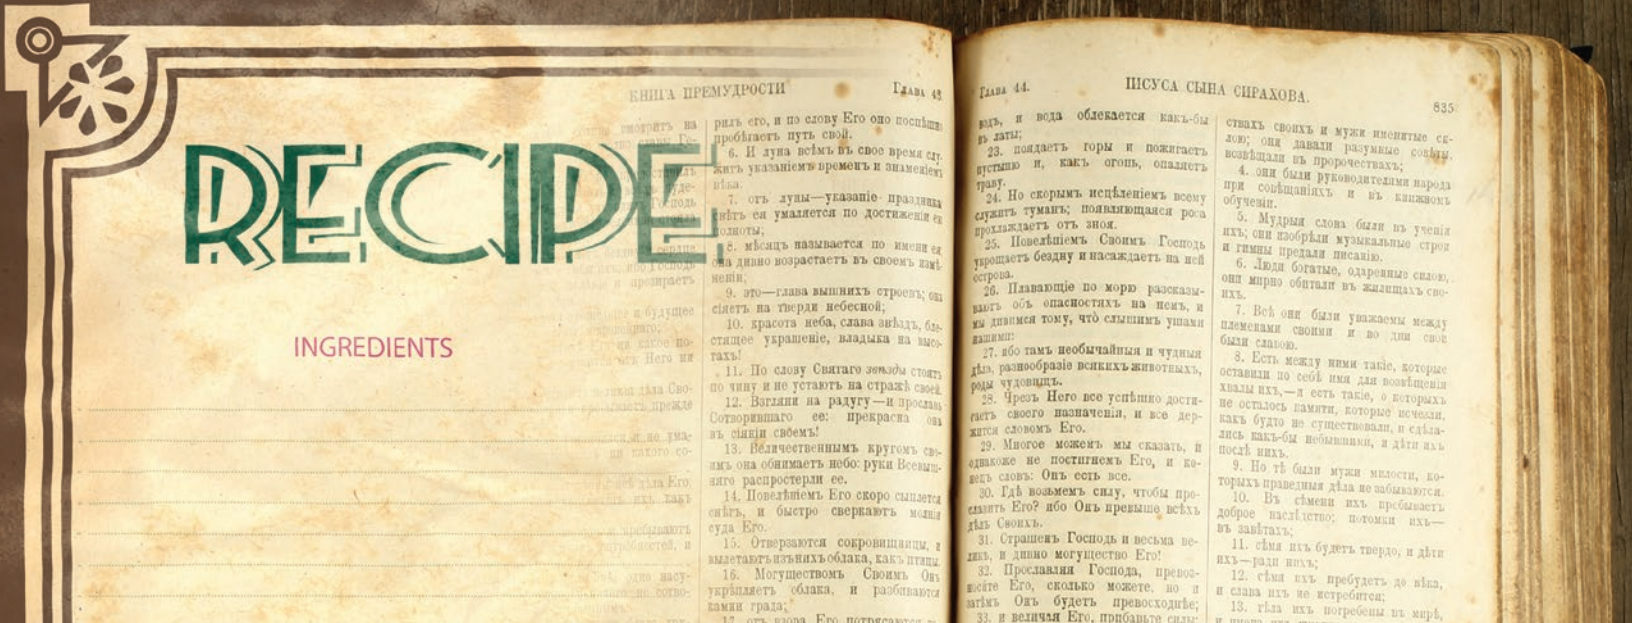 RECIPE
INGREDIENTS
КНИГА ПРЕМУДРОСТИ
Глава 43
рилъ его, и по слову Его оно поспѣшно
пробѣгаетъ путь свой.
6. И луна всѣмъ въ свое время слу-
житъ указаніемъ временъ и знаменіемъ
вѣка.
7. отъ луны—указаніе праздника
свѣтъ ея умаляется по достиженіи ея
полноты;
8. мѣсяцъ называется по имени ея,
она дивно возрастаетъ въ своемъ измѣ-
неніи;
9. это—глава вышнихъ строевъ; она
сіяетъ на тверди небесной;
10. красота неба, слава звѣздъ, бле-
стящее украшеніе, владыка на высо-
тахъ!
11. По слову Святаго звѣзды стоятъ
по чину и не устаютъ на стражѣ своей.
12. Взгляни на радугу—и прославь
Сотворившаго ее: прекрасна она
въ сіяніи своемъ!
13. Величественнымъ кругомъ сво-
имъ она обнимаетъ небо: руки Всевыш-
няго распростерли ее.
14. Повелѣніемъ Его скоро сыплется
снѣгъ, и быстро сверкаютъ молніи
суда Его.
15. Отверзаются сокровищницы, и
вылетаютъ изъ нихъ облака, какъ птицы.
16. Могуществомъ Своимъ Онъ
укрѣпляетъ облака, и разбиваются
камни града;
17. отъ взора Его потрясаются
Глава 44.
ІИСУСА СЫНА СИРАХОВА.
835
водъ, и вода облекается какъ-бы
въ латы;
23. поядаетъ горы и пожигаетъ
пустыню и, какъ огонь, опаляетъ
траву.
24. Но скорымъ исцѣленіемъ всему
служитъ туманъ; появляющаяся роса
прохлаждаетъ отъ зноя.
25. Повелѣніемъ Своимъ Господь
укрощаетъ бездну и насаждаетъ на ней
острова.
26. Плавающіе по морю разсказы-
ваютъ объ опасностяхъ на немъ, и
мы дивимся тому, что̀ слышимъ ушами
нашими:
27. ибо тамъ необычайныя и чудныя
дѣла, разнообразіе всякихъ животныхъ,
роды чудовищъ.
28. Чрезъ Него все успѣшно дости-
гаетъ своего назначенія, и все дер-
жится словомъ Его.
29. Многое можемъ мы сказать, и
однакоже не постигнемъ Его, и ко-
нецъ словъ: Онъ есть все.
30. Гдѣ возьмемъ силу, чтобы про-
славить Его? ибо Онъ превыше всѣхъ
дѣлъ Своихъ.
31. Страшенъ Господь и весьма ве-
ликъ, и дивно могущество Его!
32. Прославляя Господа, превоз-
носите Его, сколько можете, но и
затѣмъ Онъ будетъ превосходнѣе;
33. и величая Его, прибавьте силы:
ствахъ своихъ и мужи именитые си-
лою; они давали разумные совѣты,
возвѣщали въ пророчествахъ;
4. они были руководителями народа
при совѣщаніяхъ и въ книжномъ
обученіи.
5. Мудрыя слова были въ ученіи
ихъ; они изобрѣли музыкальные строи
и гимны предали писанію.
6. Люди богатые, одаренные силою,
они мирно обитали въ жилищахъ сво-
ихъ.
7. Всѣ они были уважаемы между
племенами своими и во дни свои
были славою.
8. Есть между ними такіе, которые
оставили по себѣ имя для возвѣщенія
хвалы ихъ,—и есть такіе, о которыхъ
не осталось памяти, которые исчезли,
какъ будто не существовали, и сдѣла-
лись какъ-бы небывшими, и дѣти ихъ
послѣ нихъ.
9. Но тѣ были мужи милости, ко-
торыхъ праведныя дѣла не забываются.
10. Въ сѣмени ихъ пребываетъ
доброе наслѣдство; потомки ихъ—
въ завѣтахъ;
11. сѣмя ихъ будетъ твердо, и дѣти
ихъ—ради нихъ;
12. сѣмя ихъ пребудетъ до вѣка,
и слава ихъ не истребится;
13. тѣла ихъ погребены въ мирѣ,